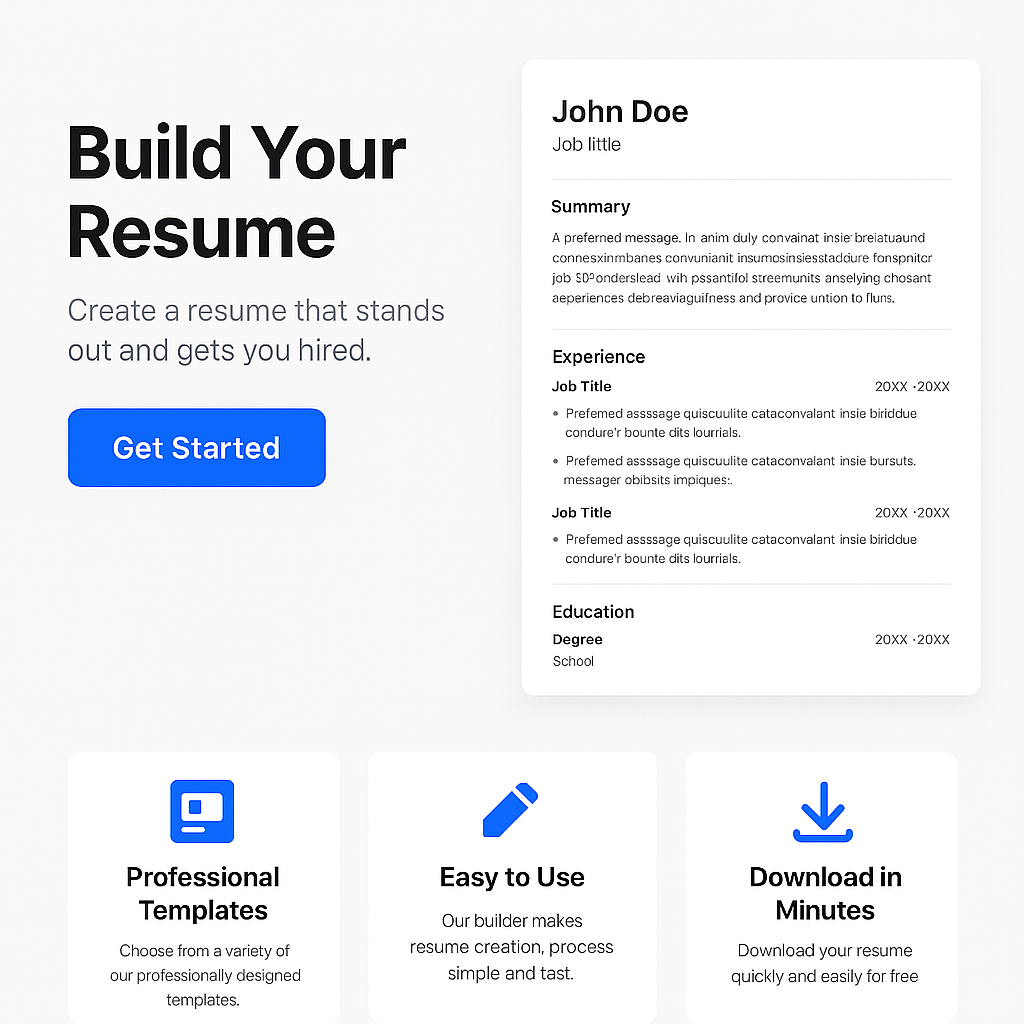 Build Your
Resume
Create a resume that stands
out and gets you hired.
Get Started
John Doe
Job little
Summary
A preferned message. In anim duly convainat insie breiatuaund
connesxinmbanes convunianit insumosinsiesstaddure fonspnitcr
job onderslead wih pssantifol streemunits anselying chosant
aeperiences debreaviaguifness and provice untion to fluns.
Experience
Job Title 20XX ·20XX
• Prefemed assssage quiscuulite cataconvalant insie biriddue
condure'r bounte dits lourrials.
• Prefemed assssage quiscuulite cataconvalant insie bursuts.
messager obibsits impiques:.
Job Title 20XX ·20XX
• Prefemed assssage quiscuulite cataconvalant insie biriddue
condure'r bounte dits lourrials.
Education
Degree 20XX ·20XX
School
Professional
Templates
Choose from a variety of
our professionally designed
templates.
Easy to Use
Our builder makes
resume creation, process
simple and tast.
Download in
Minutes
Download your resume
quickly and easily for free